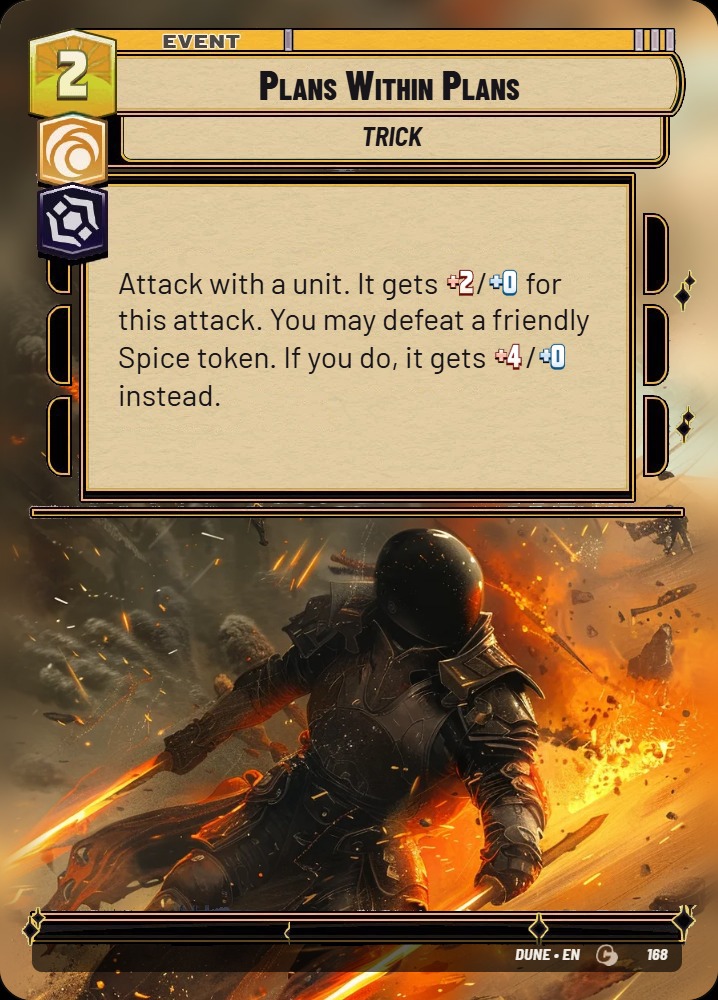 EVENT
2
PLANS WITHIN PLANS
TRICK
Attack with a unit. It gets +2/+0 for
this attack. You may defeat a friendly
Spice token. If you do, it gets +4/+0
instead.
DUNE • EN C 168